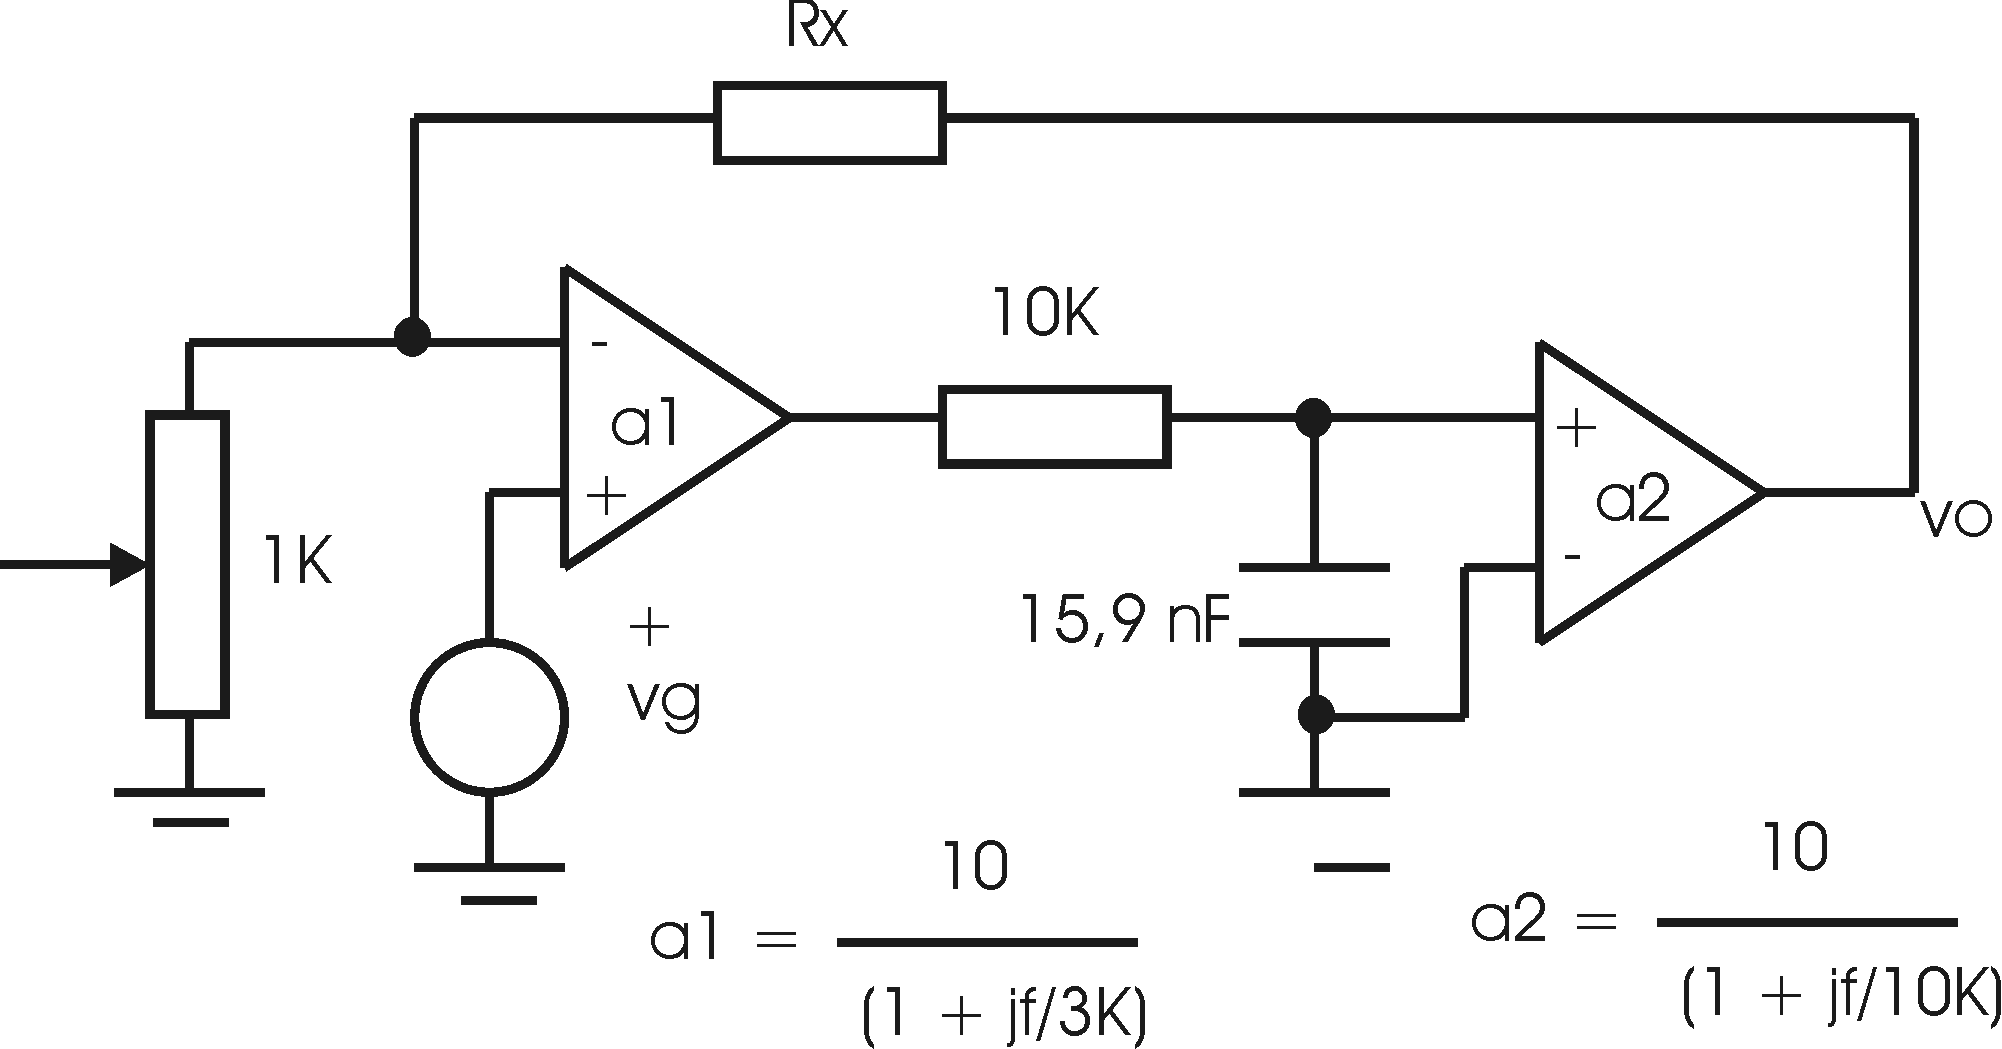 Rx
10K
-
a1
+
1K
+
vg
15,9 nF
+
a2
-
vo
a1 = 10
(1 + jf/3K)
a2 = 10
(1 + jf/10K)